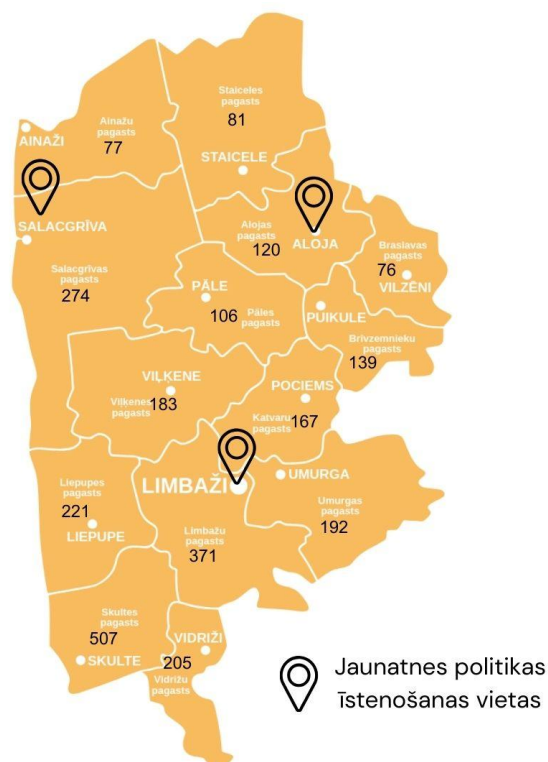 Staiceles
pagasts
81
STAICELE
Ainažu
pagasts
77
AINAŽI
SALACGRĪVA
Salacgrīvas
pagasts
274
Alojas
pagasts
120
ALOJA
Braslavas
pagasts
76
VILZĒNI
PĀLE
106 Pāles
pagasts
PUIKULE
Brīvzemnieku
pagasts
139
VIĻĶENE
Viļķenes
pagasts 183
POCIEMS
Katvaru
pagasts 167
LIMBAŽI
UMURGA
Umurgas
pagasts
192
Liepupes
pagasts
221
LIEPUPE
Limbažu
pagasts
371
Skultes
pagasts
507
SKULTE
VIDRIŽI
205
Vidrižu
pagasts
Jaunatnes politikas
īstenošanas vietas